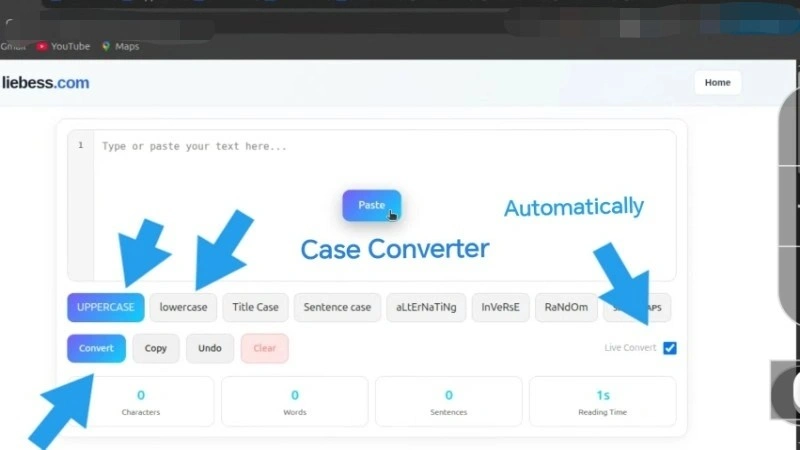 Gmail YouTube Maps
liebess.com
Home
1 Type or paste your text here...
Paste
Automatically
Case Converter
UPPERCASE lowercase Title Case Sentence case aLtErNaTiNg InVeRsE RaNdOm
Convert Copy Undo Clear Live Convert
0 0 0 1s
Characters Words Sentences Reading Time